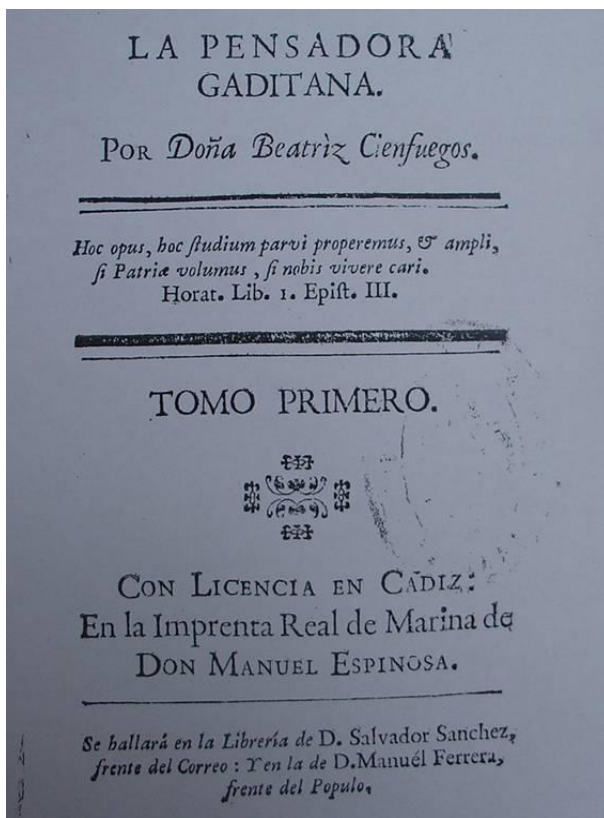 LA PENSADORA
GADITANA.
POR Doña Beatrìz Cienfuegos.
Hoc opus, hoc ſtudium parvi properemus, & ampli,
ſi Patriæ volumus, ſi nobis vivere cari.
Horat. Lib. 1. Epiſt. III.
TOMO PRIMERO.
CON LICENCIA EN CADIZ:
En la Imprenta Real de Marina de
DON MANUEL ESPINOSA.
Se hallará en la Librería de D. Salvador Sanchez,
frente del Correo : Y en la de D. Manuél Ferrera,
frente del Populo.